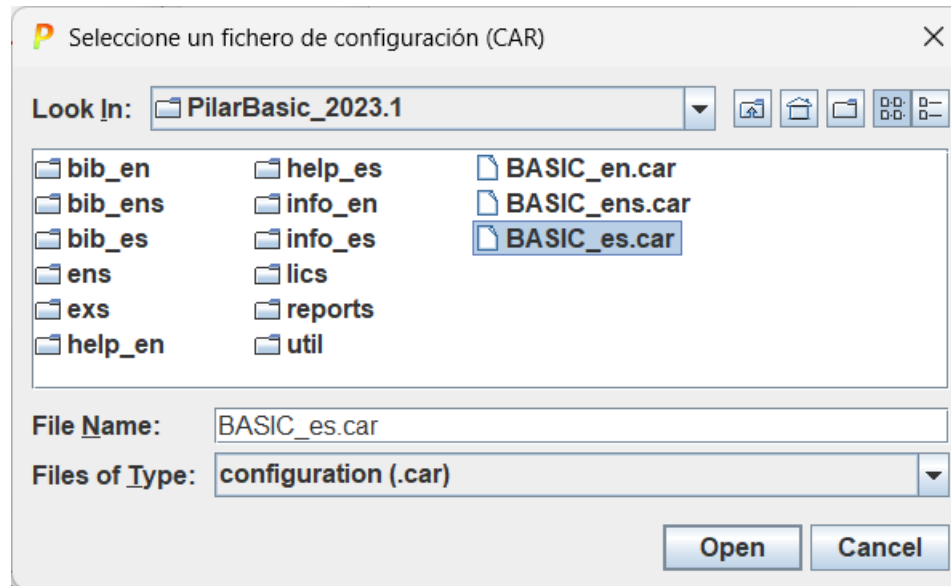 P Seleccione un fichero de configuración (CAR)
Look In: PilarBasic_2023.1
bib_en help_es BASIC_en.car
bib_ens info_en BASIC_ens.car
bib_es info_es BASIC_es.car
ens lics
exs reports
help_en util
File Name: BASIC_es.car
Files of Type: configuration (.car)
Open Cancel